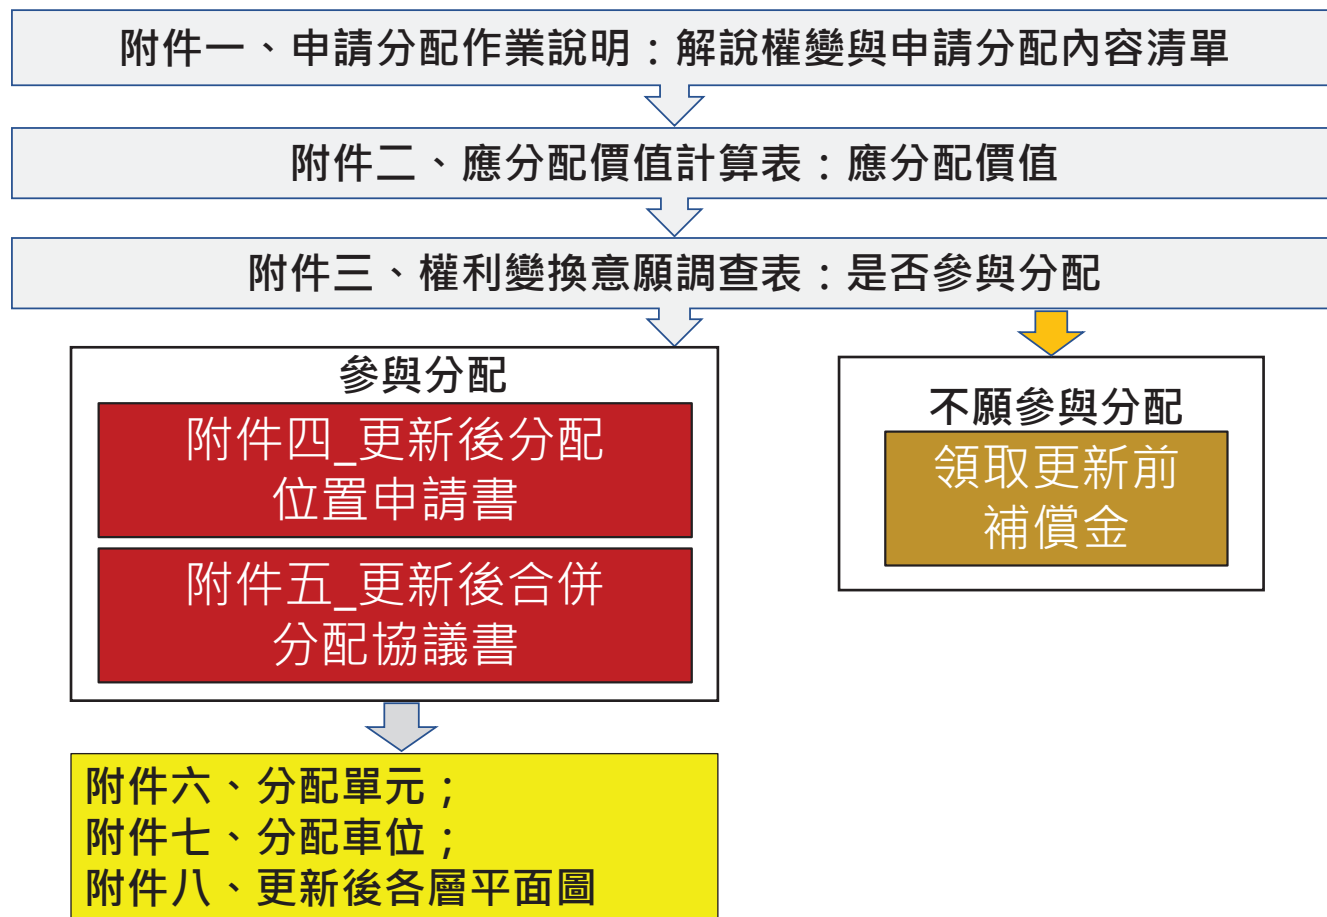 附件一、申請分配作業說明：解說權變與申請分配內容清單
附件二、應分配價值計算表：應分配價值
附件三、權利變換意願調查表：是否參與分配
參與分配
附件四_更新後分配
位置申請書
附件五_更新後合併
分配協議書
不願參與分配
領取更新前
補償金
附件六、分配單元；
附件七、分配車位；
附件八、更新後各層平面圖